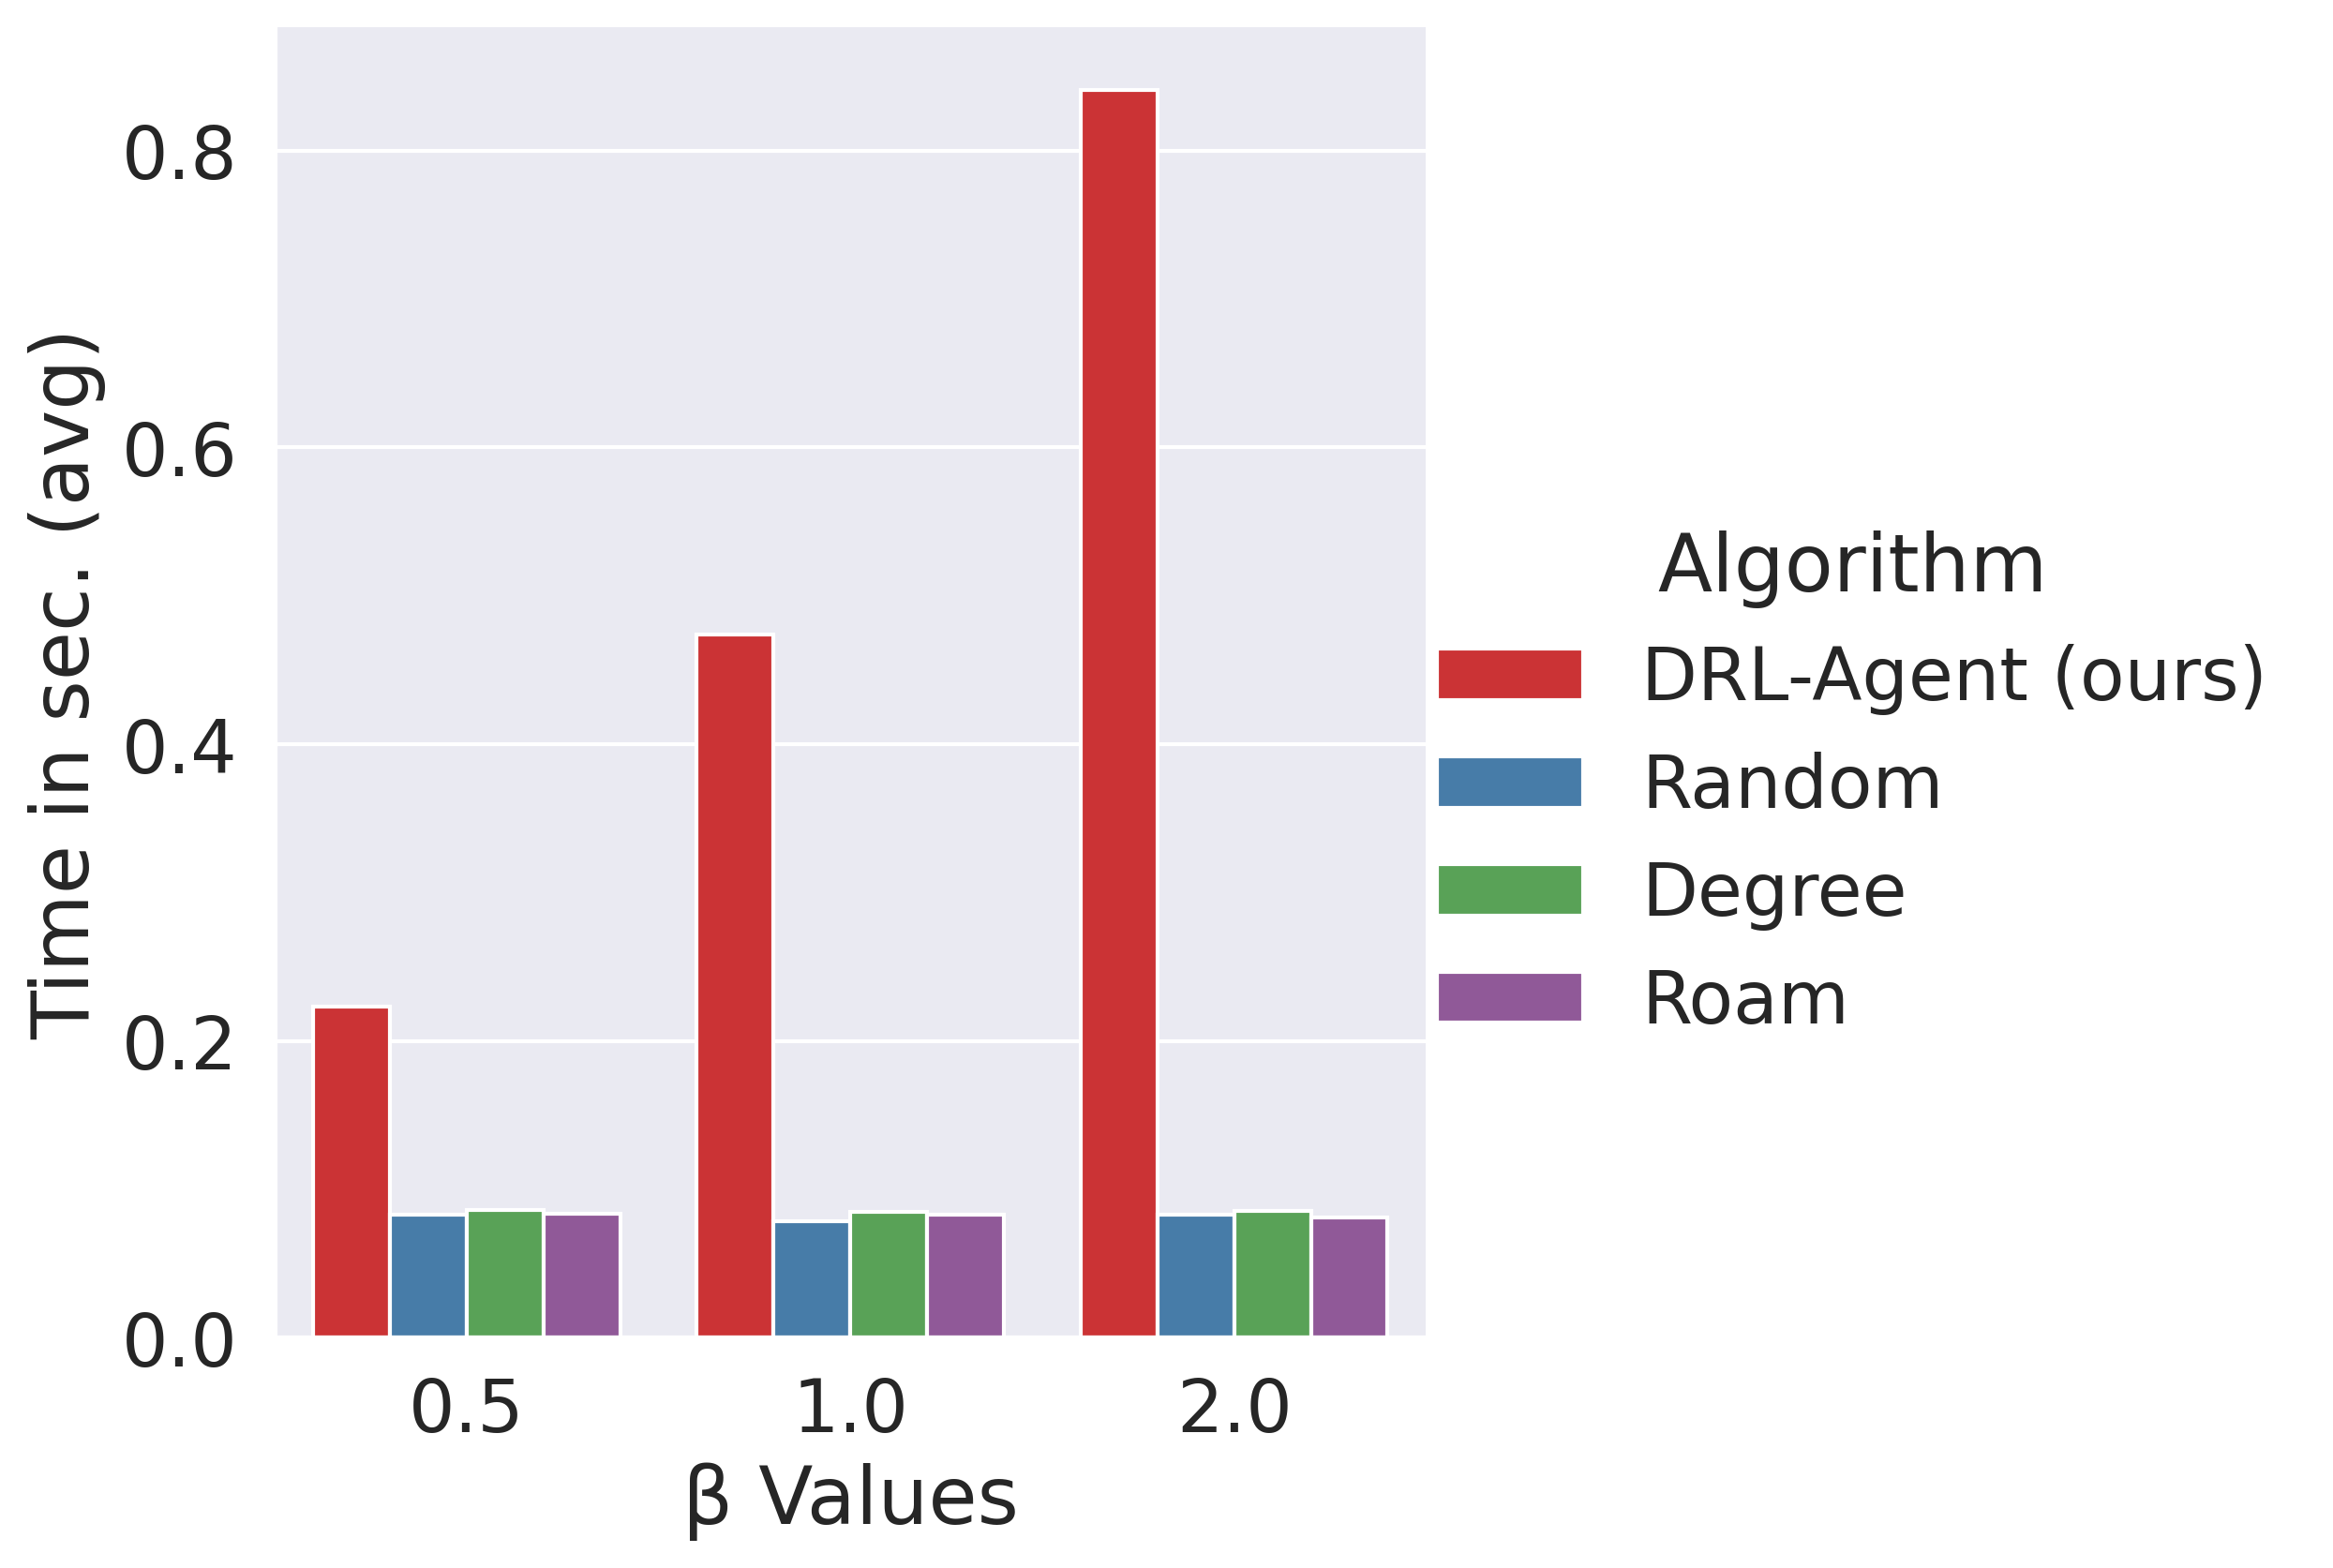 Time in sec. (avg)
0.8
0.6
0.4
0.2
0.0
0.5 1.0 2.0
β Values
Algorithm
DRL-Agent (ours)
Random
Degree
Roam